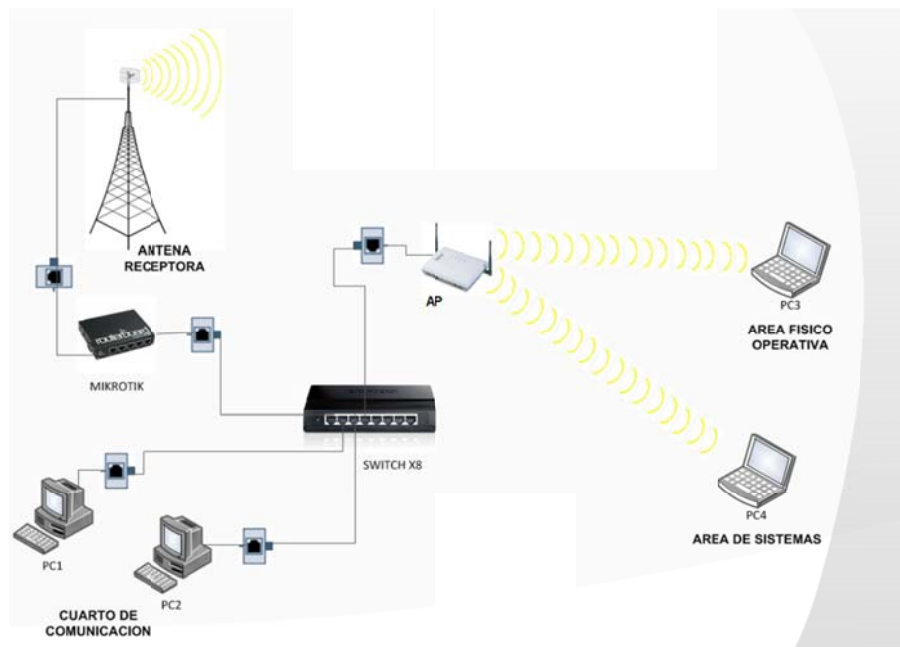 ANTENA
RECEPTORA
routerboard
MIKROTIK
AP
PC3
AREA FISICO
OPERATIVA
SWITCH X8
PC4
AREA DE SISTEMAS
PC1
PC2
CUARTO DE
COMUNICACION